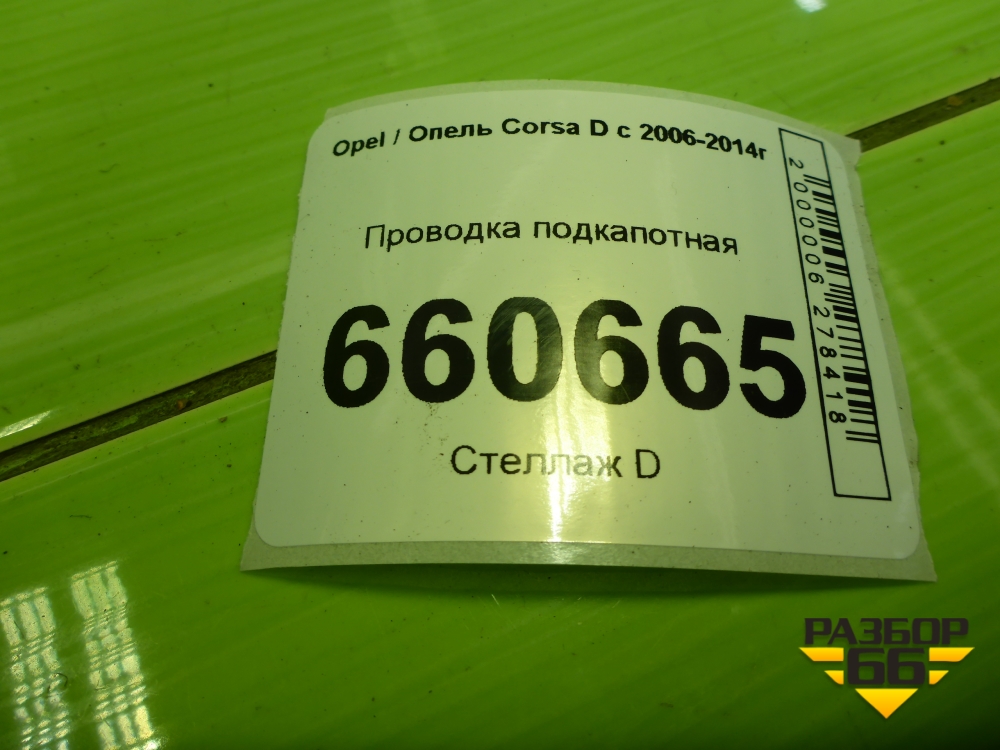 Opel / Опель Corsa D с 2006-2014г
Проводка подкапотная
660665
Стеллаж D
2000006278418
РАЗБОР
66